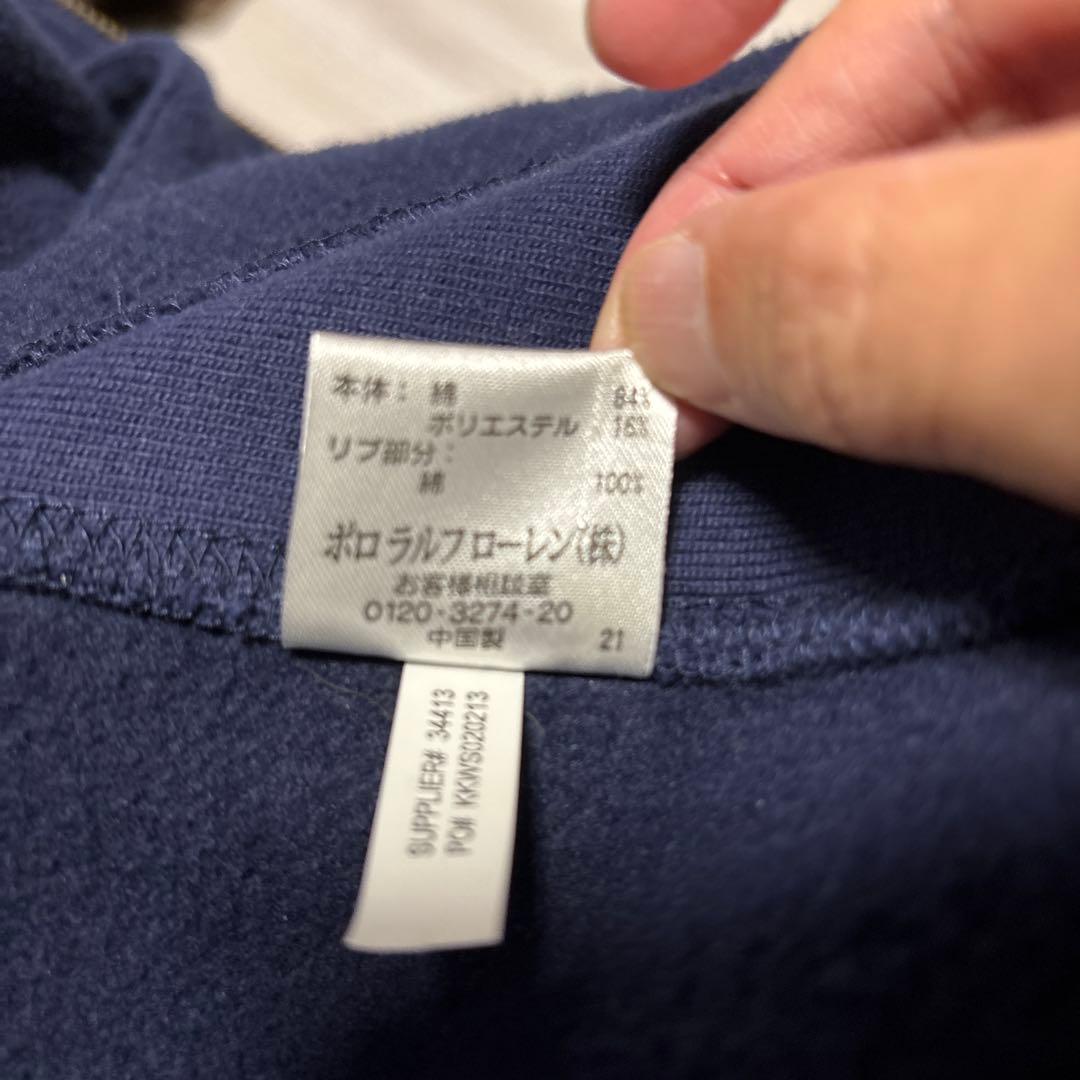 本体: 綿 84%
ポリエステル 16%
リブ部分:
綿 100%
ポロ ラルフ ローレン(株)
お客様相談室
0120-3274-20
中国製 21
SUPPLIER# 34413
PO# KKWS020213